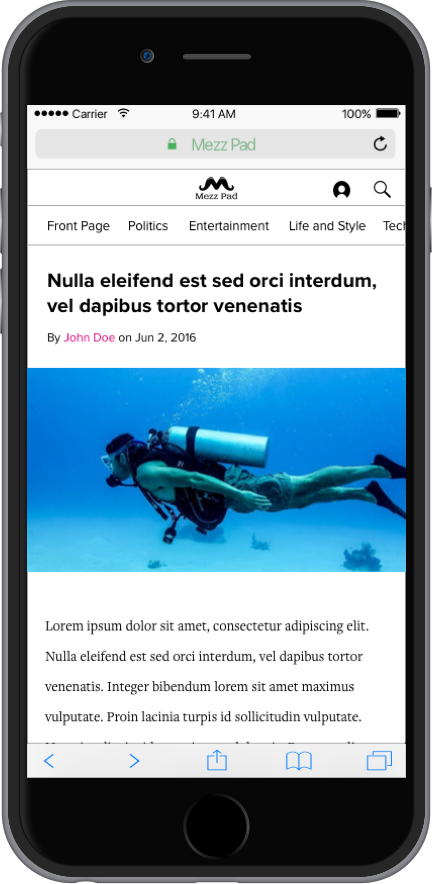 Carrier 9:41 AM 100%
Mezz Pad
Mezz Pad
Front Page Politics Entertainment Life and Style Tech
Nulla eleifend est sed orci interdum,
vel dapibus tortor venenatis
By John Doe on Jun 2, 2016
Lorem ipsum dolor sit amet, consectetur adipiscing elit.
Nulla eleifend est sed orci interdum, vel dapibus tortor
venenatis. Integer bibendum lorem sit amet maximus
vulputate. Proin lacinia turpis id sollicitudin vulputate.